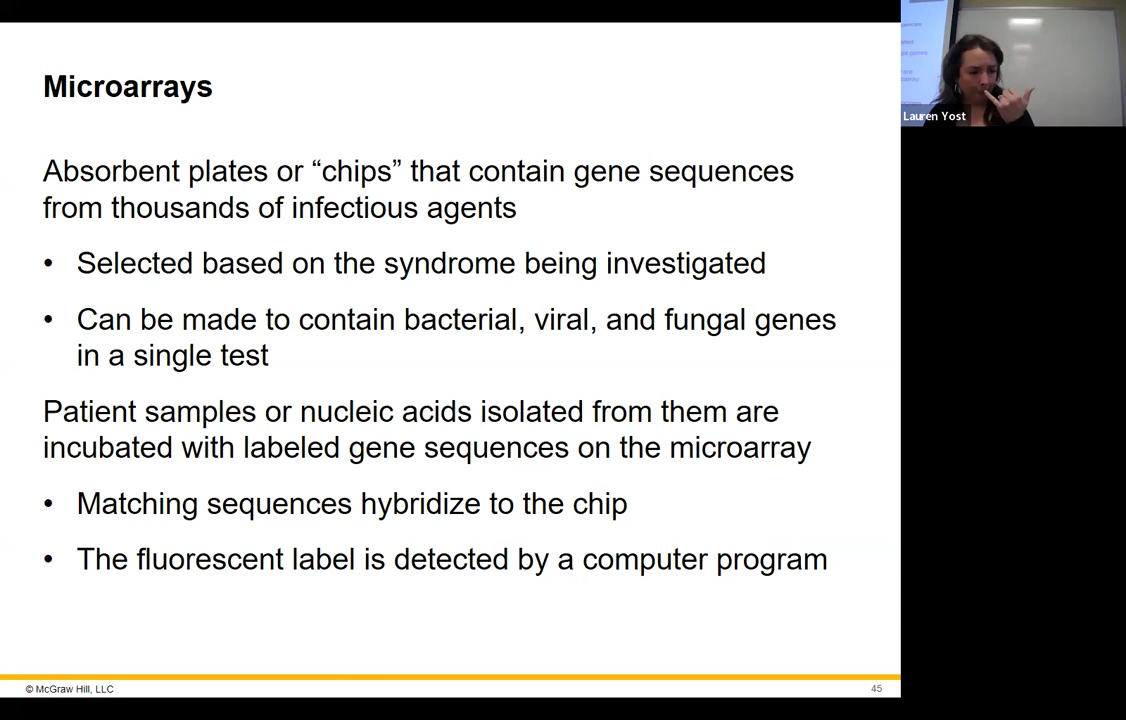 Microarrays
Absorbent plates or “chips” that contain gene sequences
from thousands of infectious agents
• Selected based on the syndrome being investigated
• Can be made to contain bacterial, viral, and fungal genes
in a single test
Patient samples or nucleic acids isolated from them are
incubated with labeled gene sequences on the microarray
• Matching sequences hybridize to the chip
• The fluorescent label is detected by a computer program
© McGraw Hill, LLC
45
Lauren Yost